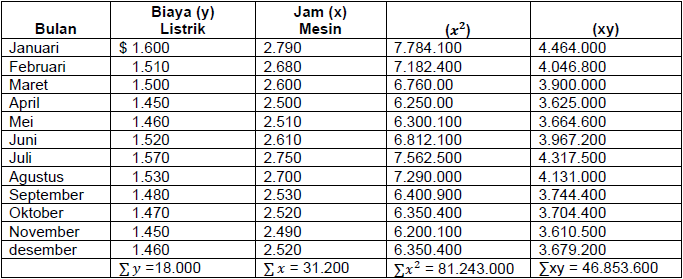 Bulan Biaya (y) Listrik Jam (x) Mesin (x²) (xy)
Januari $ 1.600 2.790 7.784.100 4.464.000
Februari 1.510 2.680 7.182.400 4.046.800
Maret 1.500 2.600 6.760.00 3.900.000
April 1.450 2.500 6.250.00 3.625.000
Mei 1.460 2.510 6.300.100 3.664.600
Juni 1.520 2.610 6.812.100 3.967.200
Juli 1.570 2.750 7.562.500 4.317.500
Agustus 1.530 2.700 7.290.000 4.131.000
September 1.480 2.530 6.400.900 3.744.400
Oktober 1.470 2.520 6.350.400 3.704.400
November 1.450 2.490 6.200.100 3.610.500
desember 1.460 2.520 6.350.400 3.679.200
∑y =18.000 ∑x = 31.200 ∑x² = 81.243.000 ∑xy = 46.853.600